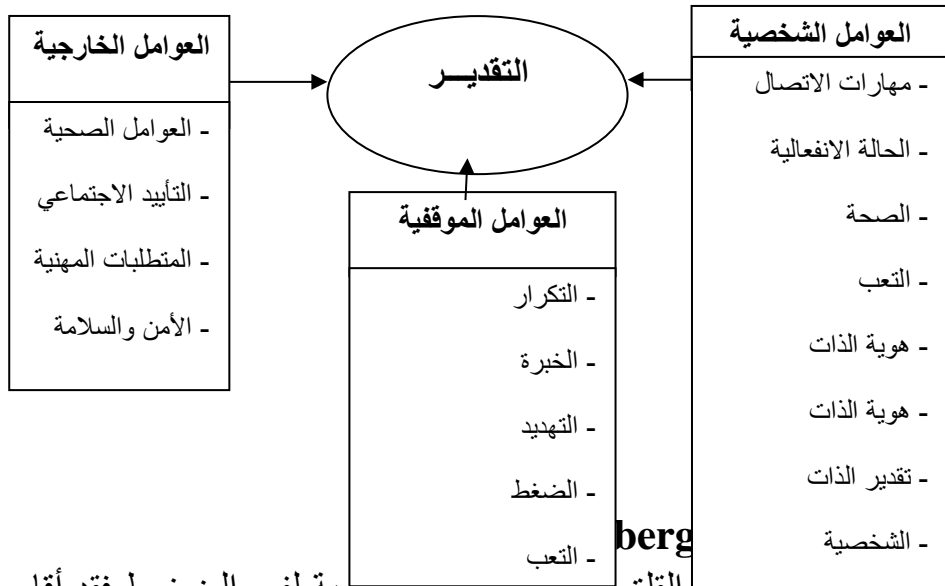 العوامل الشخصية
- مهارات الاتصال
- الحالة الانفعالية
- الصحة
- التعب
- هوية الذات
- هوية الذات
- تقدير الذات
- الشخصية
التقديـــر
العوامل الموقفية
- التكرار
- الخبرة
- التهديد
- الضغط
- التعب
العوامل الخارجية
- العوامل الصحية
- التأييد الاجتماعي
- المتطلبات المهنية
- الأمن والسلامة
berg